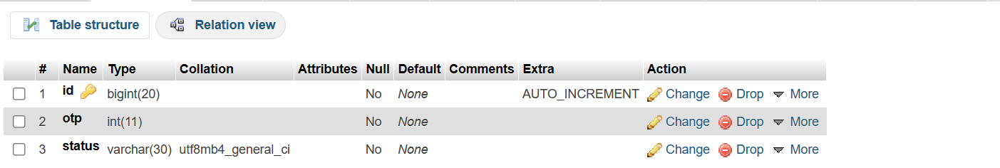 Table structure Relation view
# Name Type Collation Attributes Null Default Comments Extra Action
1 id bigint(20) No None AUTO_INCREMENT Change Drop More
2 otp int(11) No None Change Drop More
3 status varchar(30) utf8mb4_general_ci No None Change Drop More